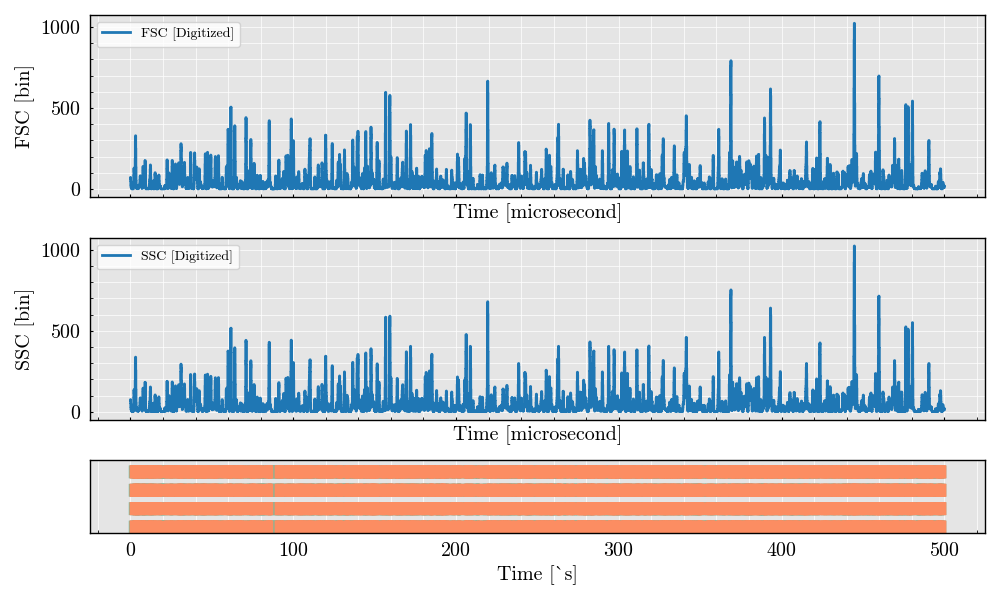 1000
500
0
FSC [bin]
FSC [Digitized]
Time [microsecond]
1000
500
0
SSC [bin]
SSC [Digitized]
Time [microsecond]
0 100 200 300 400 500
Time [`s]